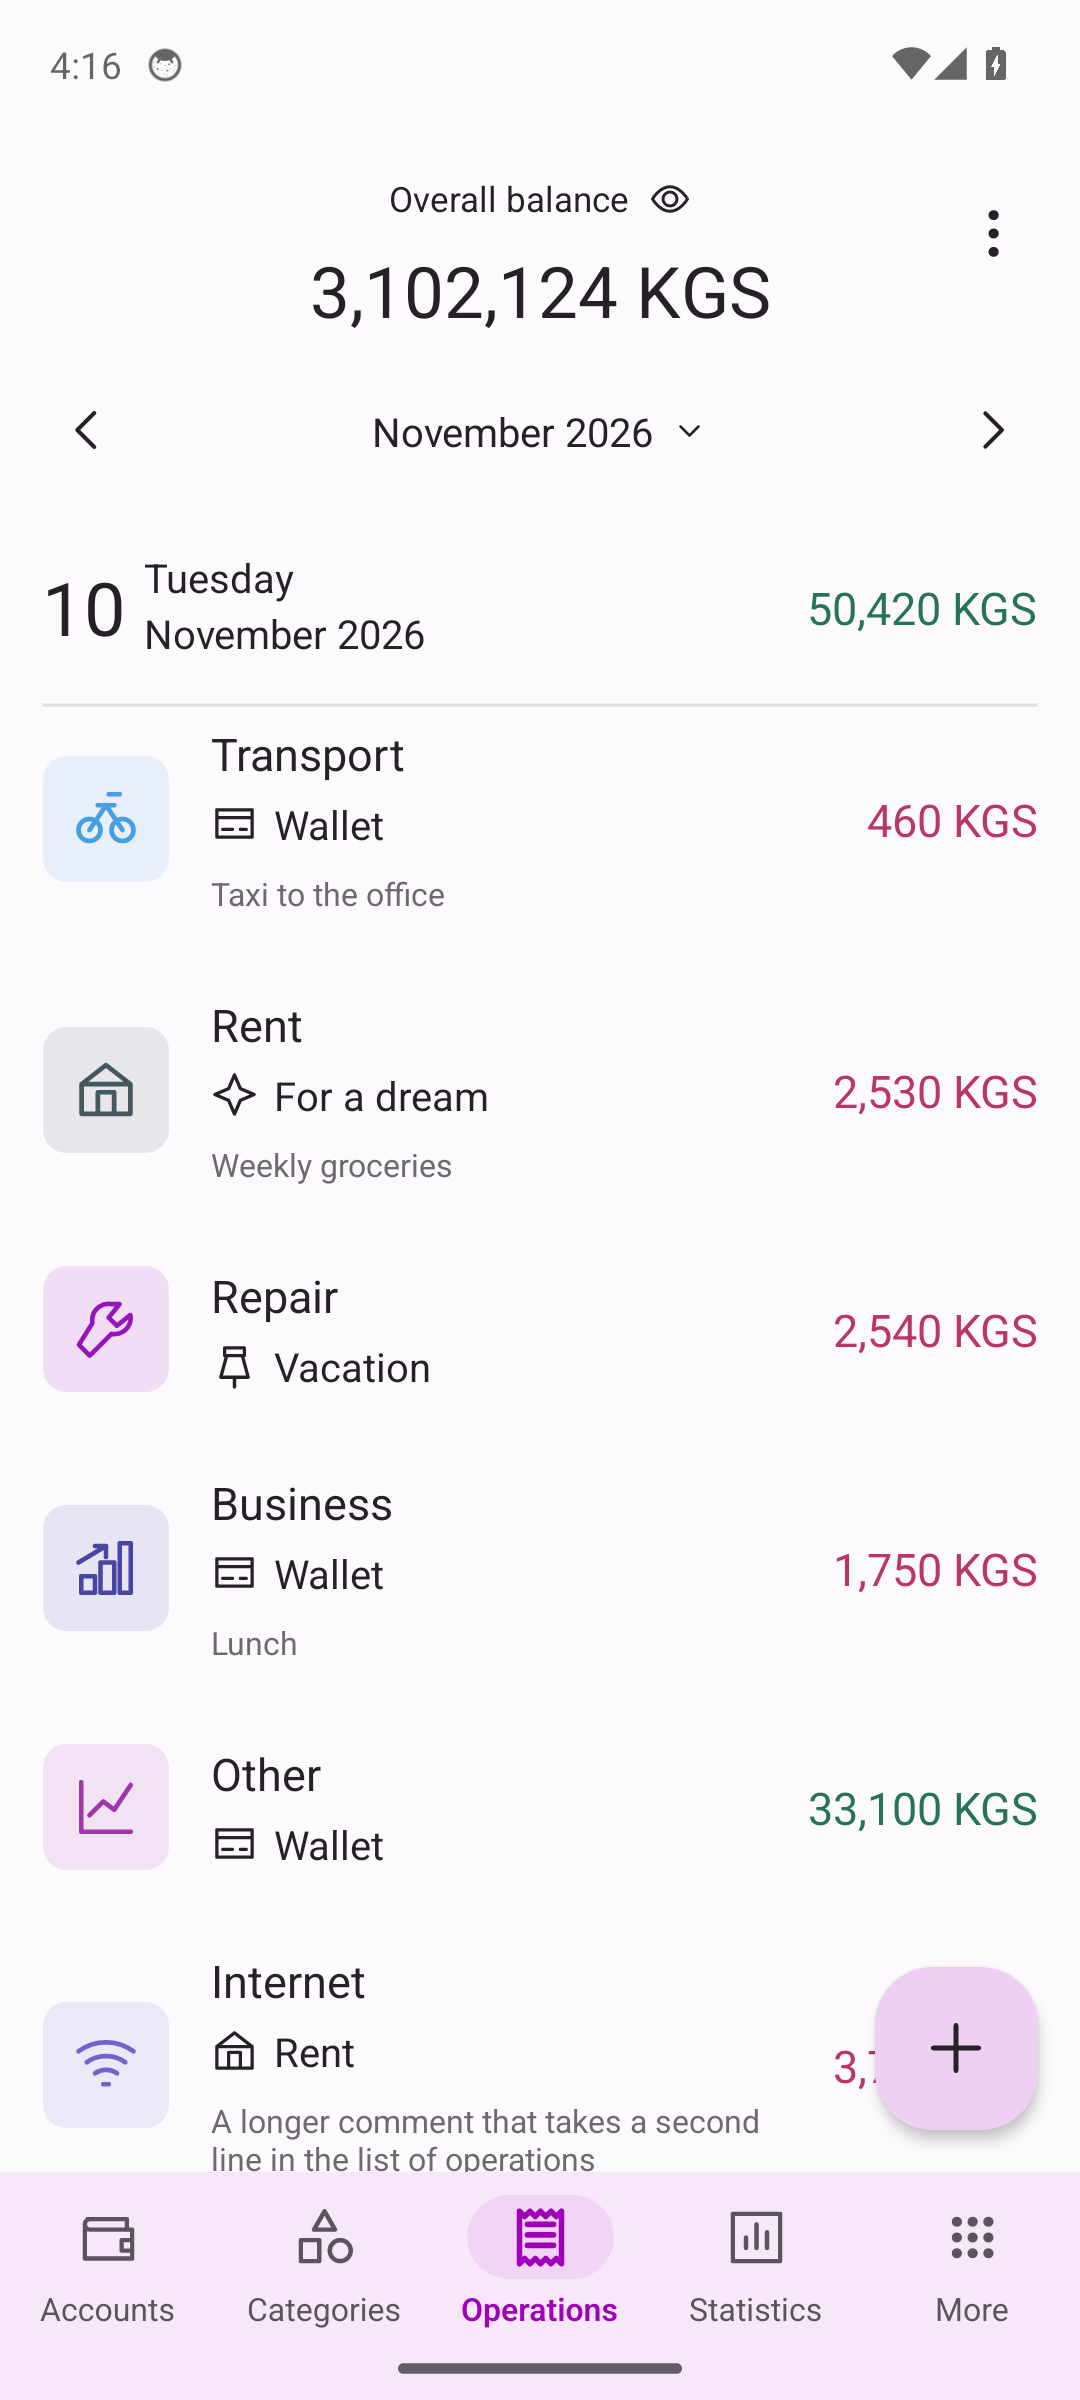 4:16
Overall balance
3,102,124 KGS
November 2026
10
Tuesday
November 2026
50,420 KGS
Transport
Wallet
460 KGS
Taxi to the office
Rent
For a dream
2,530 KGS
Weekly groceries
Repair
Vacation
2,540 KGS
Business
Wallet
1,750 KGS
Lunch
Other
Wallet
33,100 KGS
Internet
Rent
A longer comment that takes a second
line in the list of operations
Accounts
Categories
Operations
Statistics
More